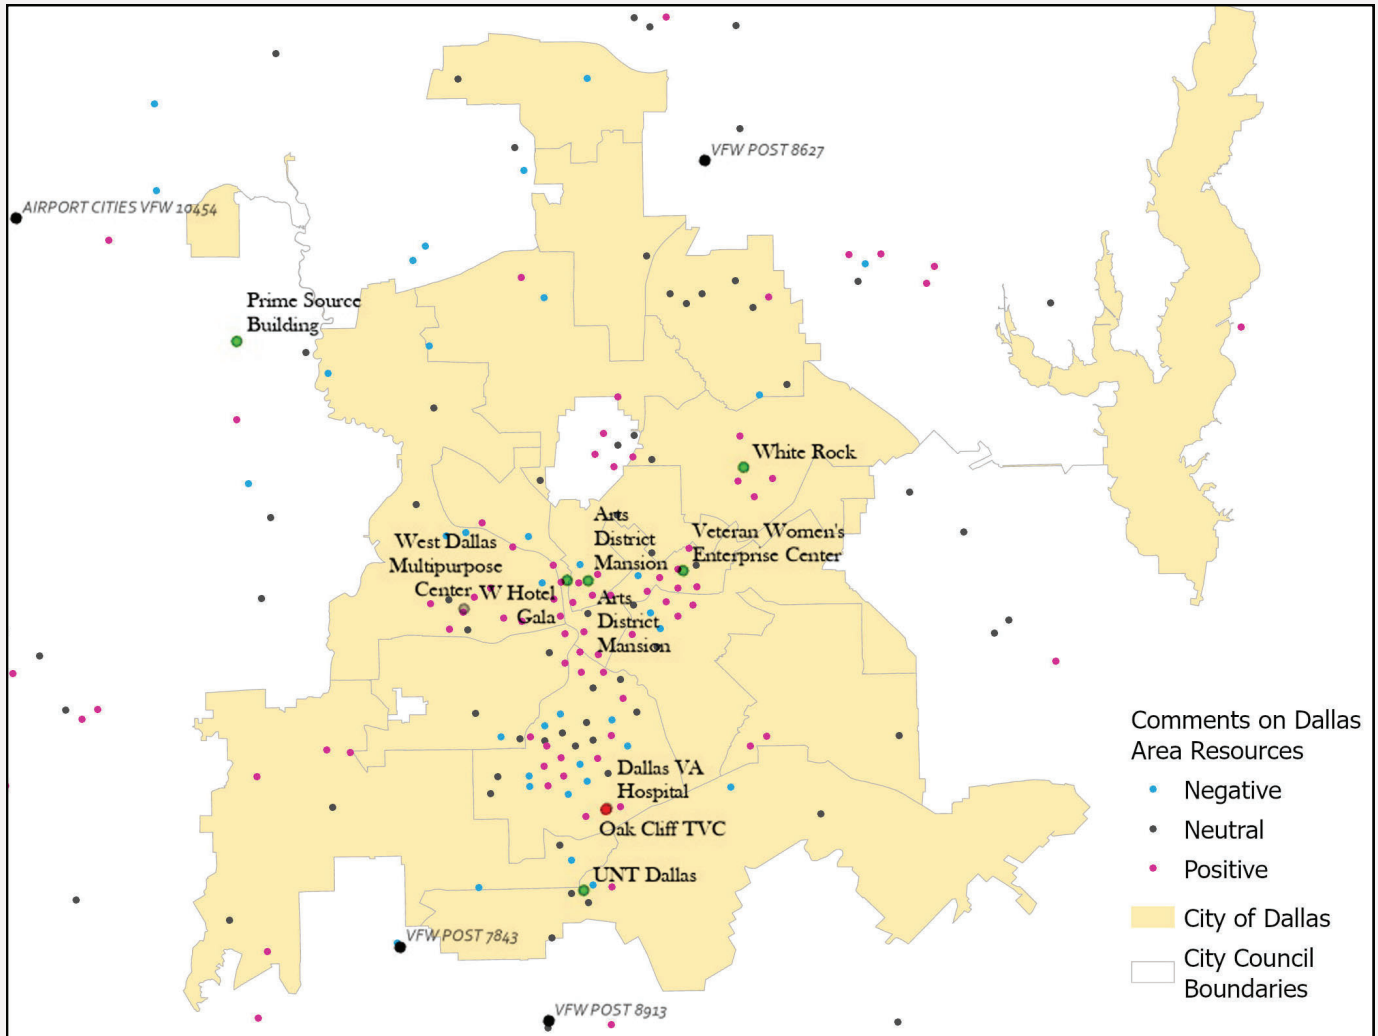 VFW POST 8627
AIRPORT CITIES VFW 10454
Prime Source
Building
White Rock
Arts
District
Mansion
Veteran Women's
Enterprise Center
West Dallas
Multipurpose
Center
W Hotel
Gala
Arts
District
Mansion
Dallas VA
Hospital
Oak Cliff TVC
UNT Dallas
VFW POST 7843
VFW POST 8913
Comments on Dallas
Area Resources
Negative
Neutral
Positive
City of Dallas
City Council
Boundaries